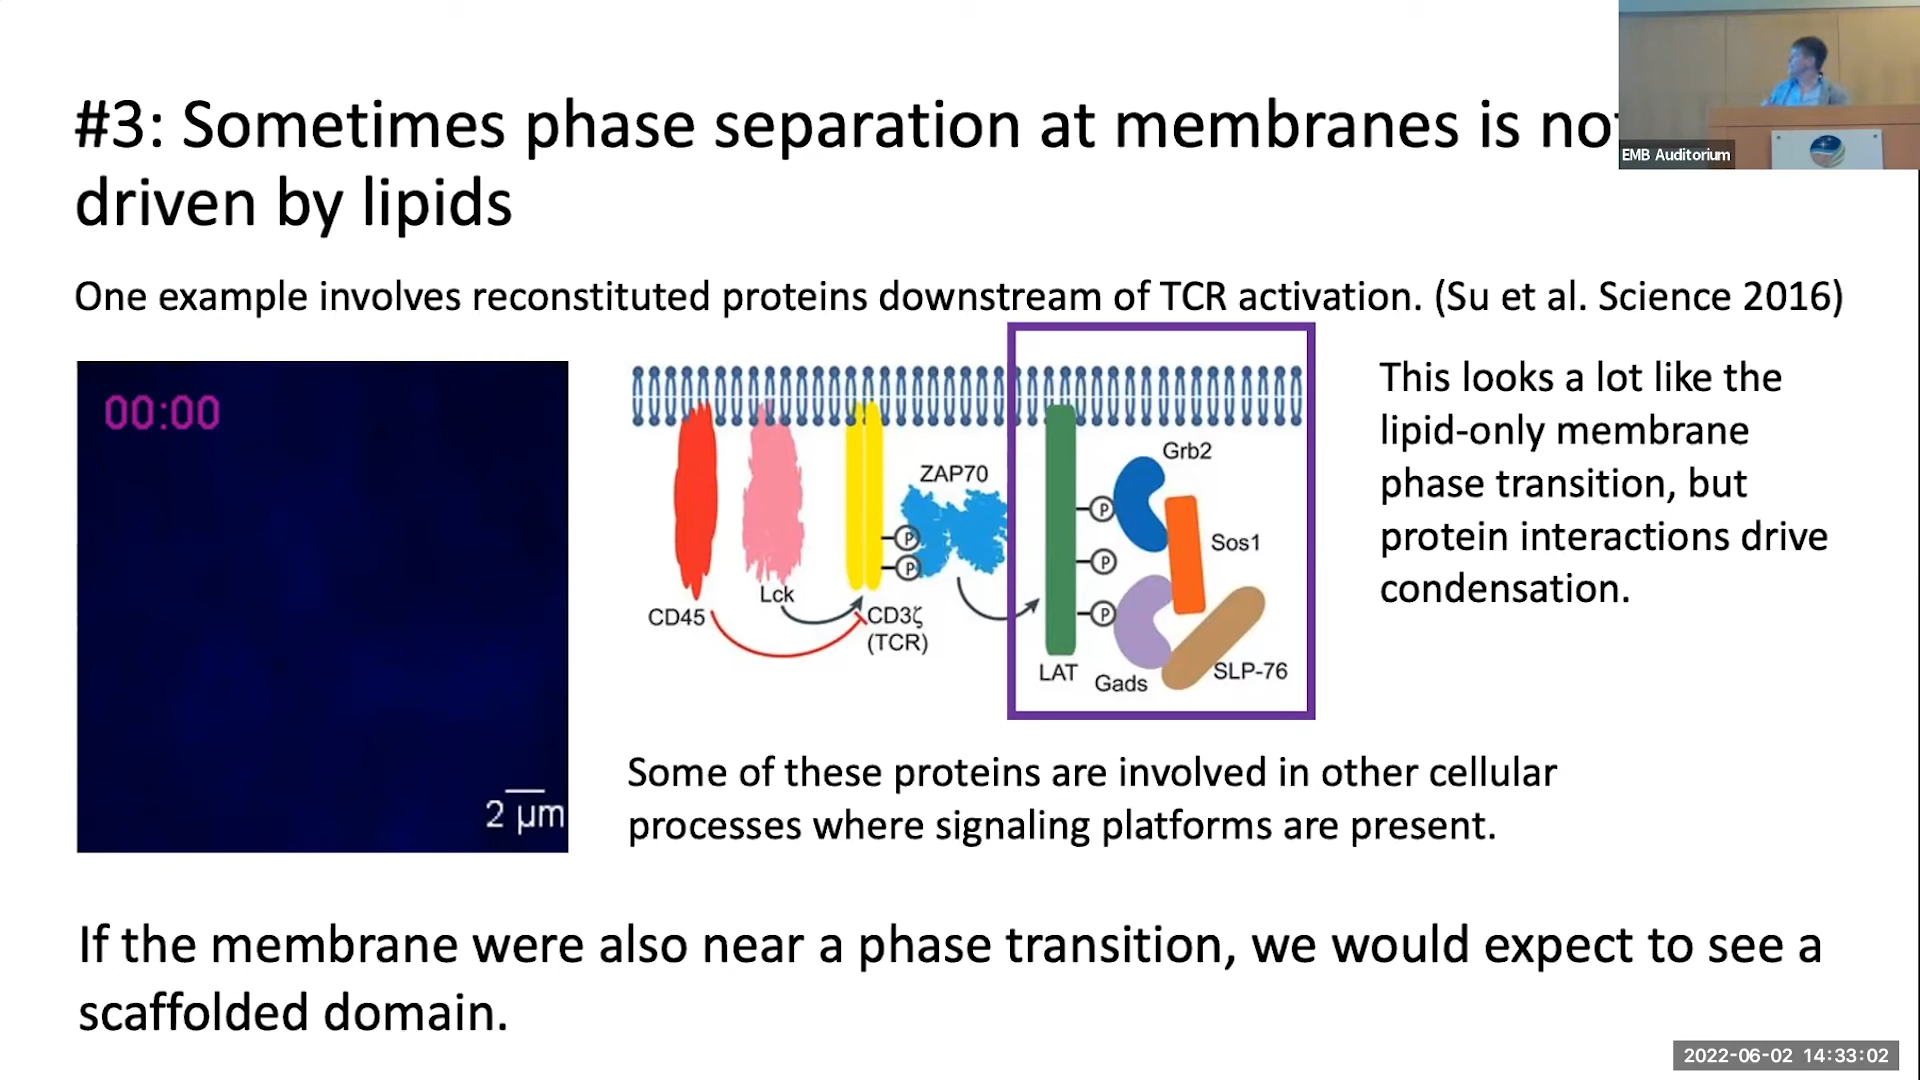 #3: Sometimes phase separation at membranes is not
driven by lipids
EMB Auditorium
One example involves reconstituted proteins downstream of TCR activation. (Su et al. Science 2016)
00:00
2 µm
CD45
Lck
CD3ζ
(TCR)
ZAP70
P
P
LAT
P
P
P
Grb2
Sos1
Gads
SLP-76
This looks a lot like the
lipid-only membrane
phase transition, but
protein interactions drive
condensation.
Some of these proteins are involved in other cellular
processes where signaling platforms are present.
If the membrane were also near a phase transition, we would expect to see a
scaffolded domain.
2022-06-02 14:33:02